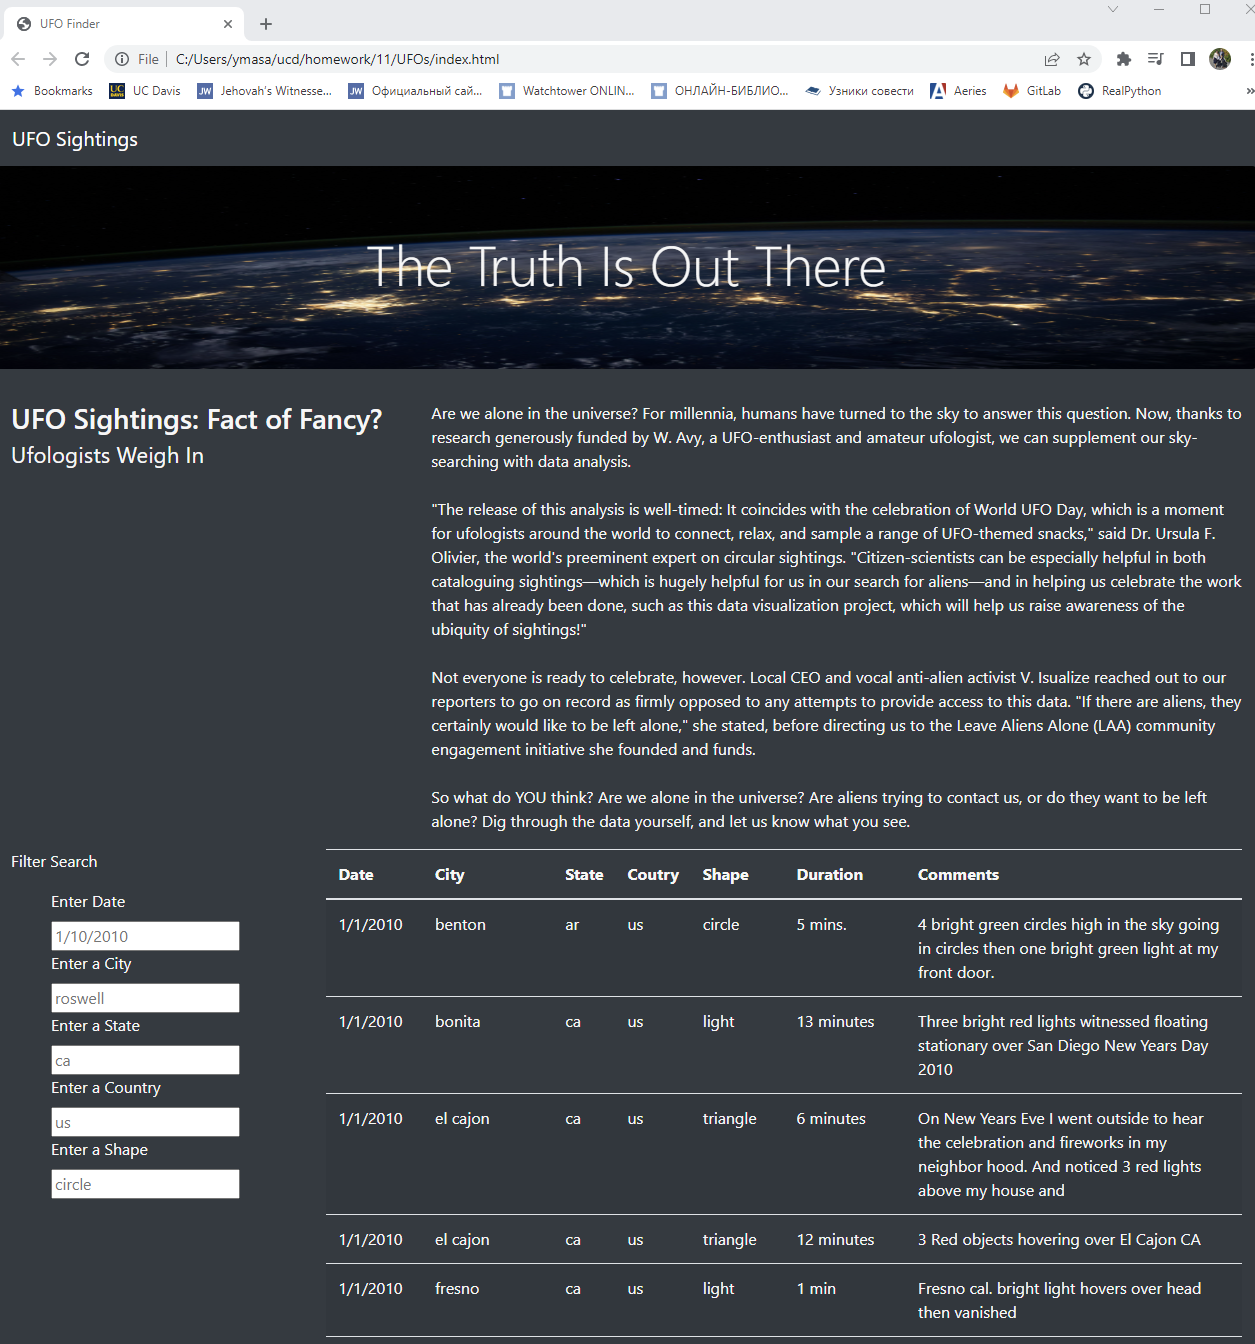 UFO Finder
File C:/Users/ymasa/ucd/homework/11/UFOs/index.html
Bookmarks UC Davis Jehovah's Witnesse... Официальный сай... Watchtower ONLIN... ОНЛАЙН-БИБЛИО... Узники совести Aeries GitLab RealPython
UFO Sightings
The Truth Is Out There
UFO Sightings: Fact of Fancy?
Ufologists Weigh In
Are we alone in the universe? For millennia, humans have turned to the sky to answer this question. Now, thanks to
research generously funded by W. Avy, a UFO-enthusiast and amateur ufologist, we can supplement our sky-
searching with data analysis.
"The release of this analysis is well-timed: It coincides with the celebration of World UFO Day, which is a moment
for ufologists around the world to connect, relax, and sample a range of UFO-themed snacks," said Dr. Ursula F.
Olivier, the world's preeminent expert on circular sightings. "Citizen-scientists can be especially helpful in both
cataloguing sightings—which is hugely helpful for us in our search for aliens—and in helping us celebrate the work
that has already been done, such as this data visualization project, which will help us raise awareness of the
ubiquity of sightings!"
Not everyone is ready to celebrate, however. Local CEO and vocal anti-alien activist V. Isualize reached out to our
reporters to go on record as firmly opposed to any attempts to provide access to this data. "If there are aliens, they
certainly would like to be left alone," she stated, before directing us to the Leave Aliens Alone (LAA) community
engagement initiative she founded and funds.
So what do YOU think? Are we alone in the universe? Are aliens trying to contact us, or do they want to be left
alone? Dig through the data yourself, and let us know what you see.
Filter Search
Enter Date
1/10/2010
Enter a City
roswell
Enter a State
ca
Enter a Country
us
Enter a Shape
circle
Date City State Coutry Shape Duration Comments
1/1/2010 benton ar us circle 5 mins. 4 bright green circles high in the sky going
in circles then one bright green light at my
front door.
1/1/2010 bonita ca us light 13 minutes Three bright red lights witnessed floating
stationary over San Diego New Years Day
2010
1/1/2010 el cajon ca us triangle 6 minutes On New Years Eve I went outside to hear
the celebration and fireworks in my
neighbor hood. And noticed 3 red lights
above my house and
1/1/2010 el cajon ca us triangle 12 minutes 3 Red objects hovering over El Cajon CA
1/1/2010 fresno ca us light 1 min Fresno cal. bright light hovers over head
then vanished